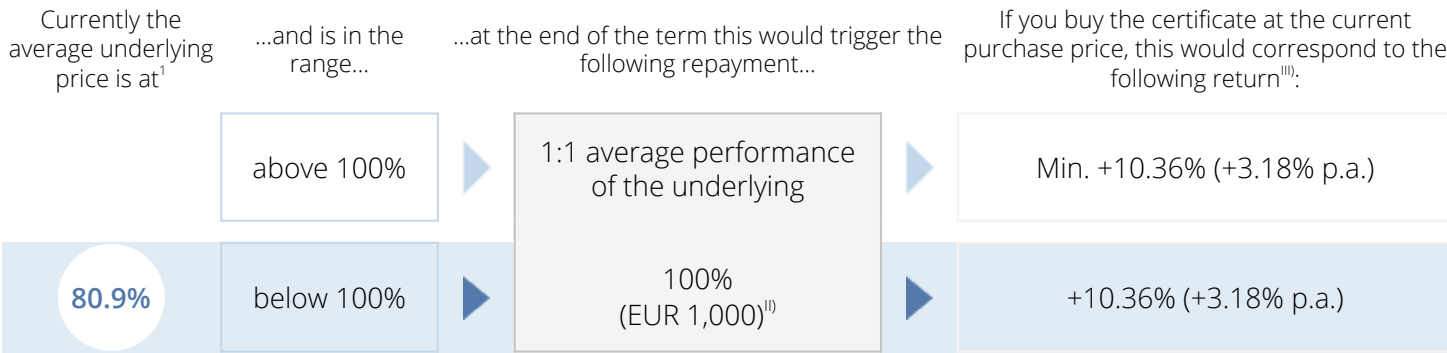 Currently the
average underlying
price is at1
...and is in the
range...
...at the end of the term this would trigger the
following repayment...
If you buy the certificate at the current
purchase price, this would correspond to the
following returnIII):
above 100%
1:1 average performance
of the underlying
Min. +10.36% (+3.18% p.a.)
80.9%
below 100%
100%
(EUR 1,000)II)
+10.36% (+3.18% p.a.)